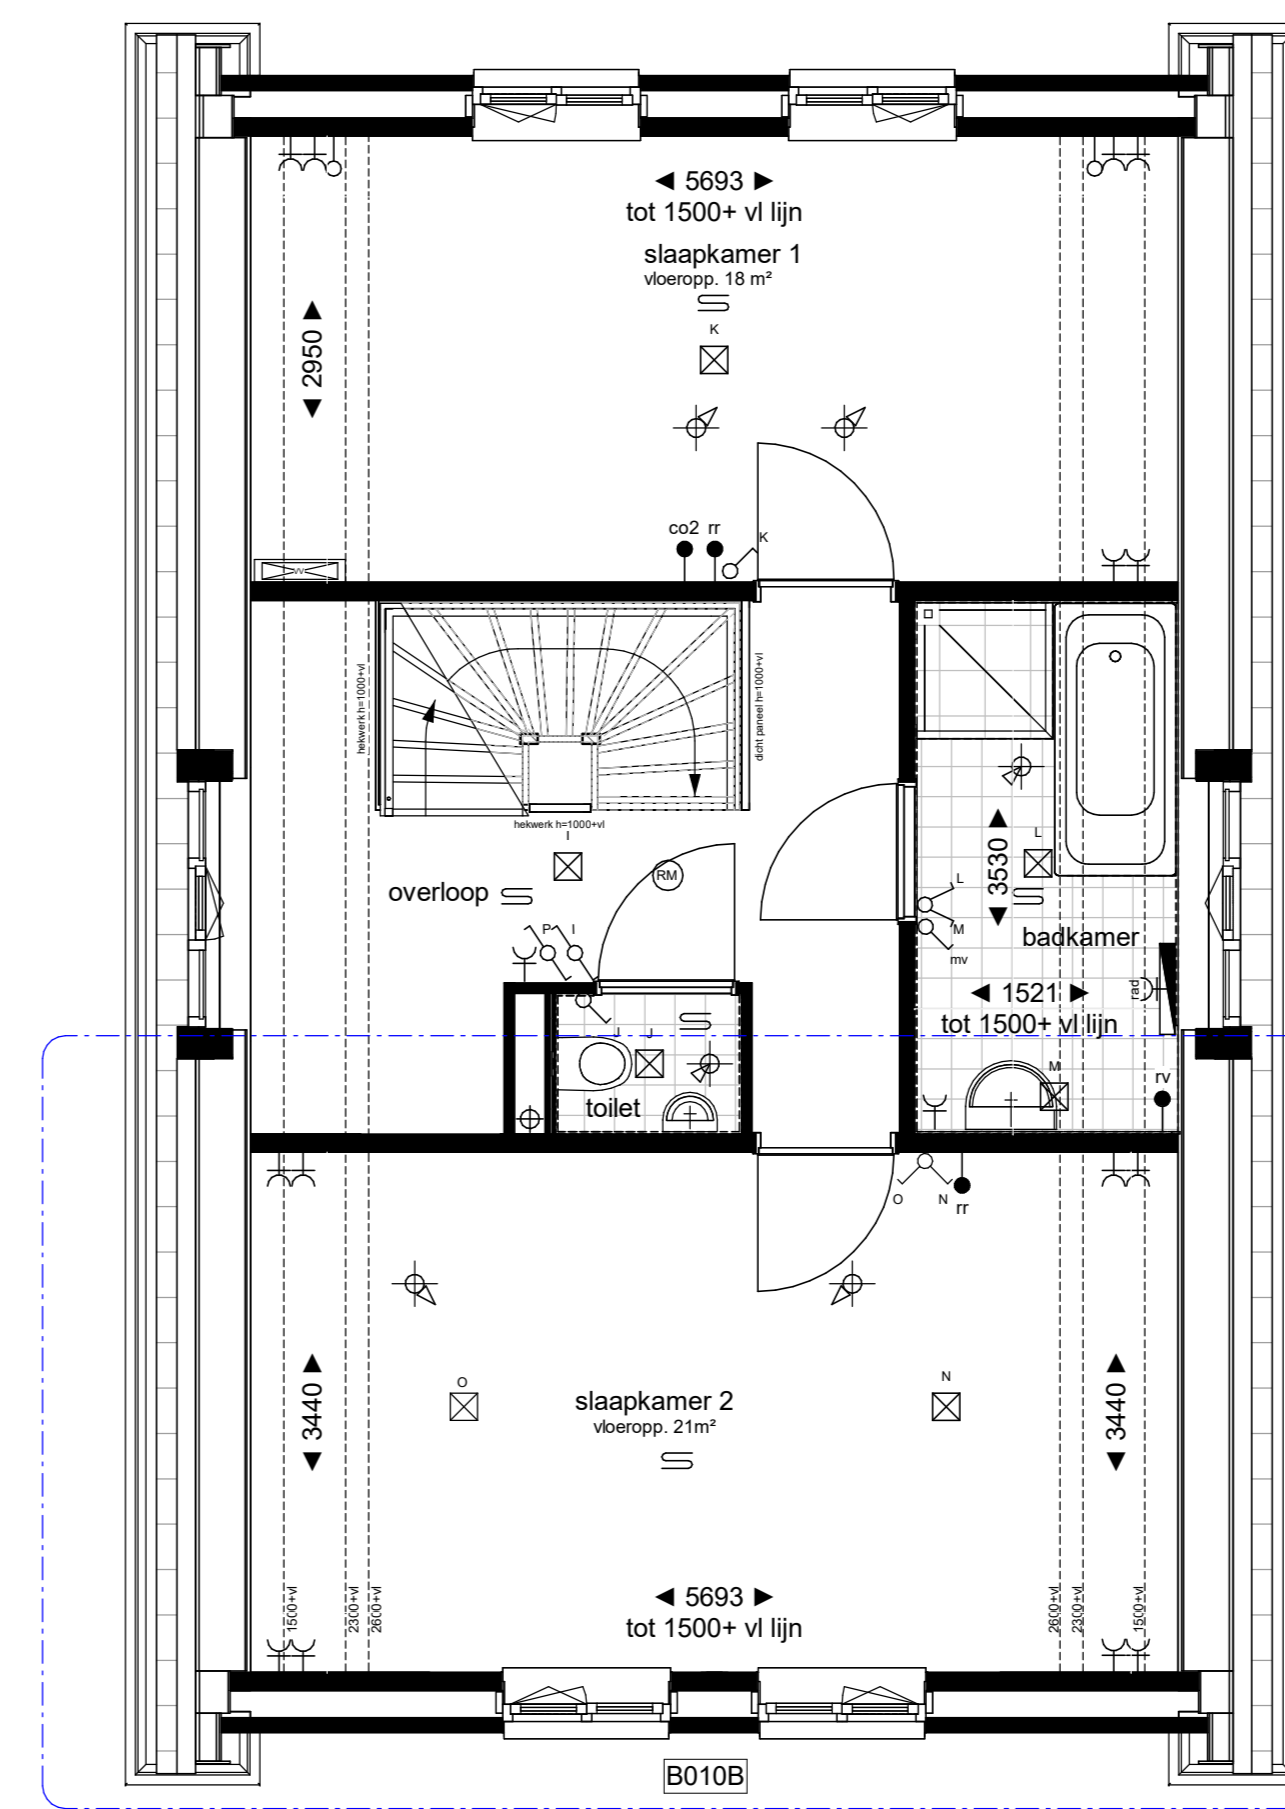 ◄ 5693 ►
tot 1500+ vl lijn
slaapkamer 1
vloeropp. 18 m²
K
◄ 2950 ►
co2 rr
K
vv
hekwerk h=1000+vl
dicht paneel h=1000+vl
hekwerk h=1000+vl
I
overloop
RM
P I
L
◄ 3530 ►
L
M
mv
badkamer
◄ 1521 ►
tot 1500+ vl lijn
rad
J J
toilet
M
rv
O N
rr
O
N
◄ 3440 ►
slaapkamer 2
vloeropp. 21m²
◄ 3440 ►
1500+vl
2300+vl
2600+vl
◄ 5693 ►
tot 1500+ vl lijn
2600+vl
2300+vl
1500+vl
B010B